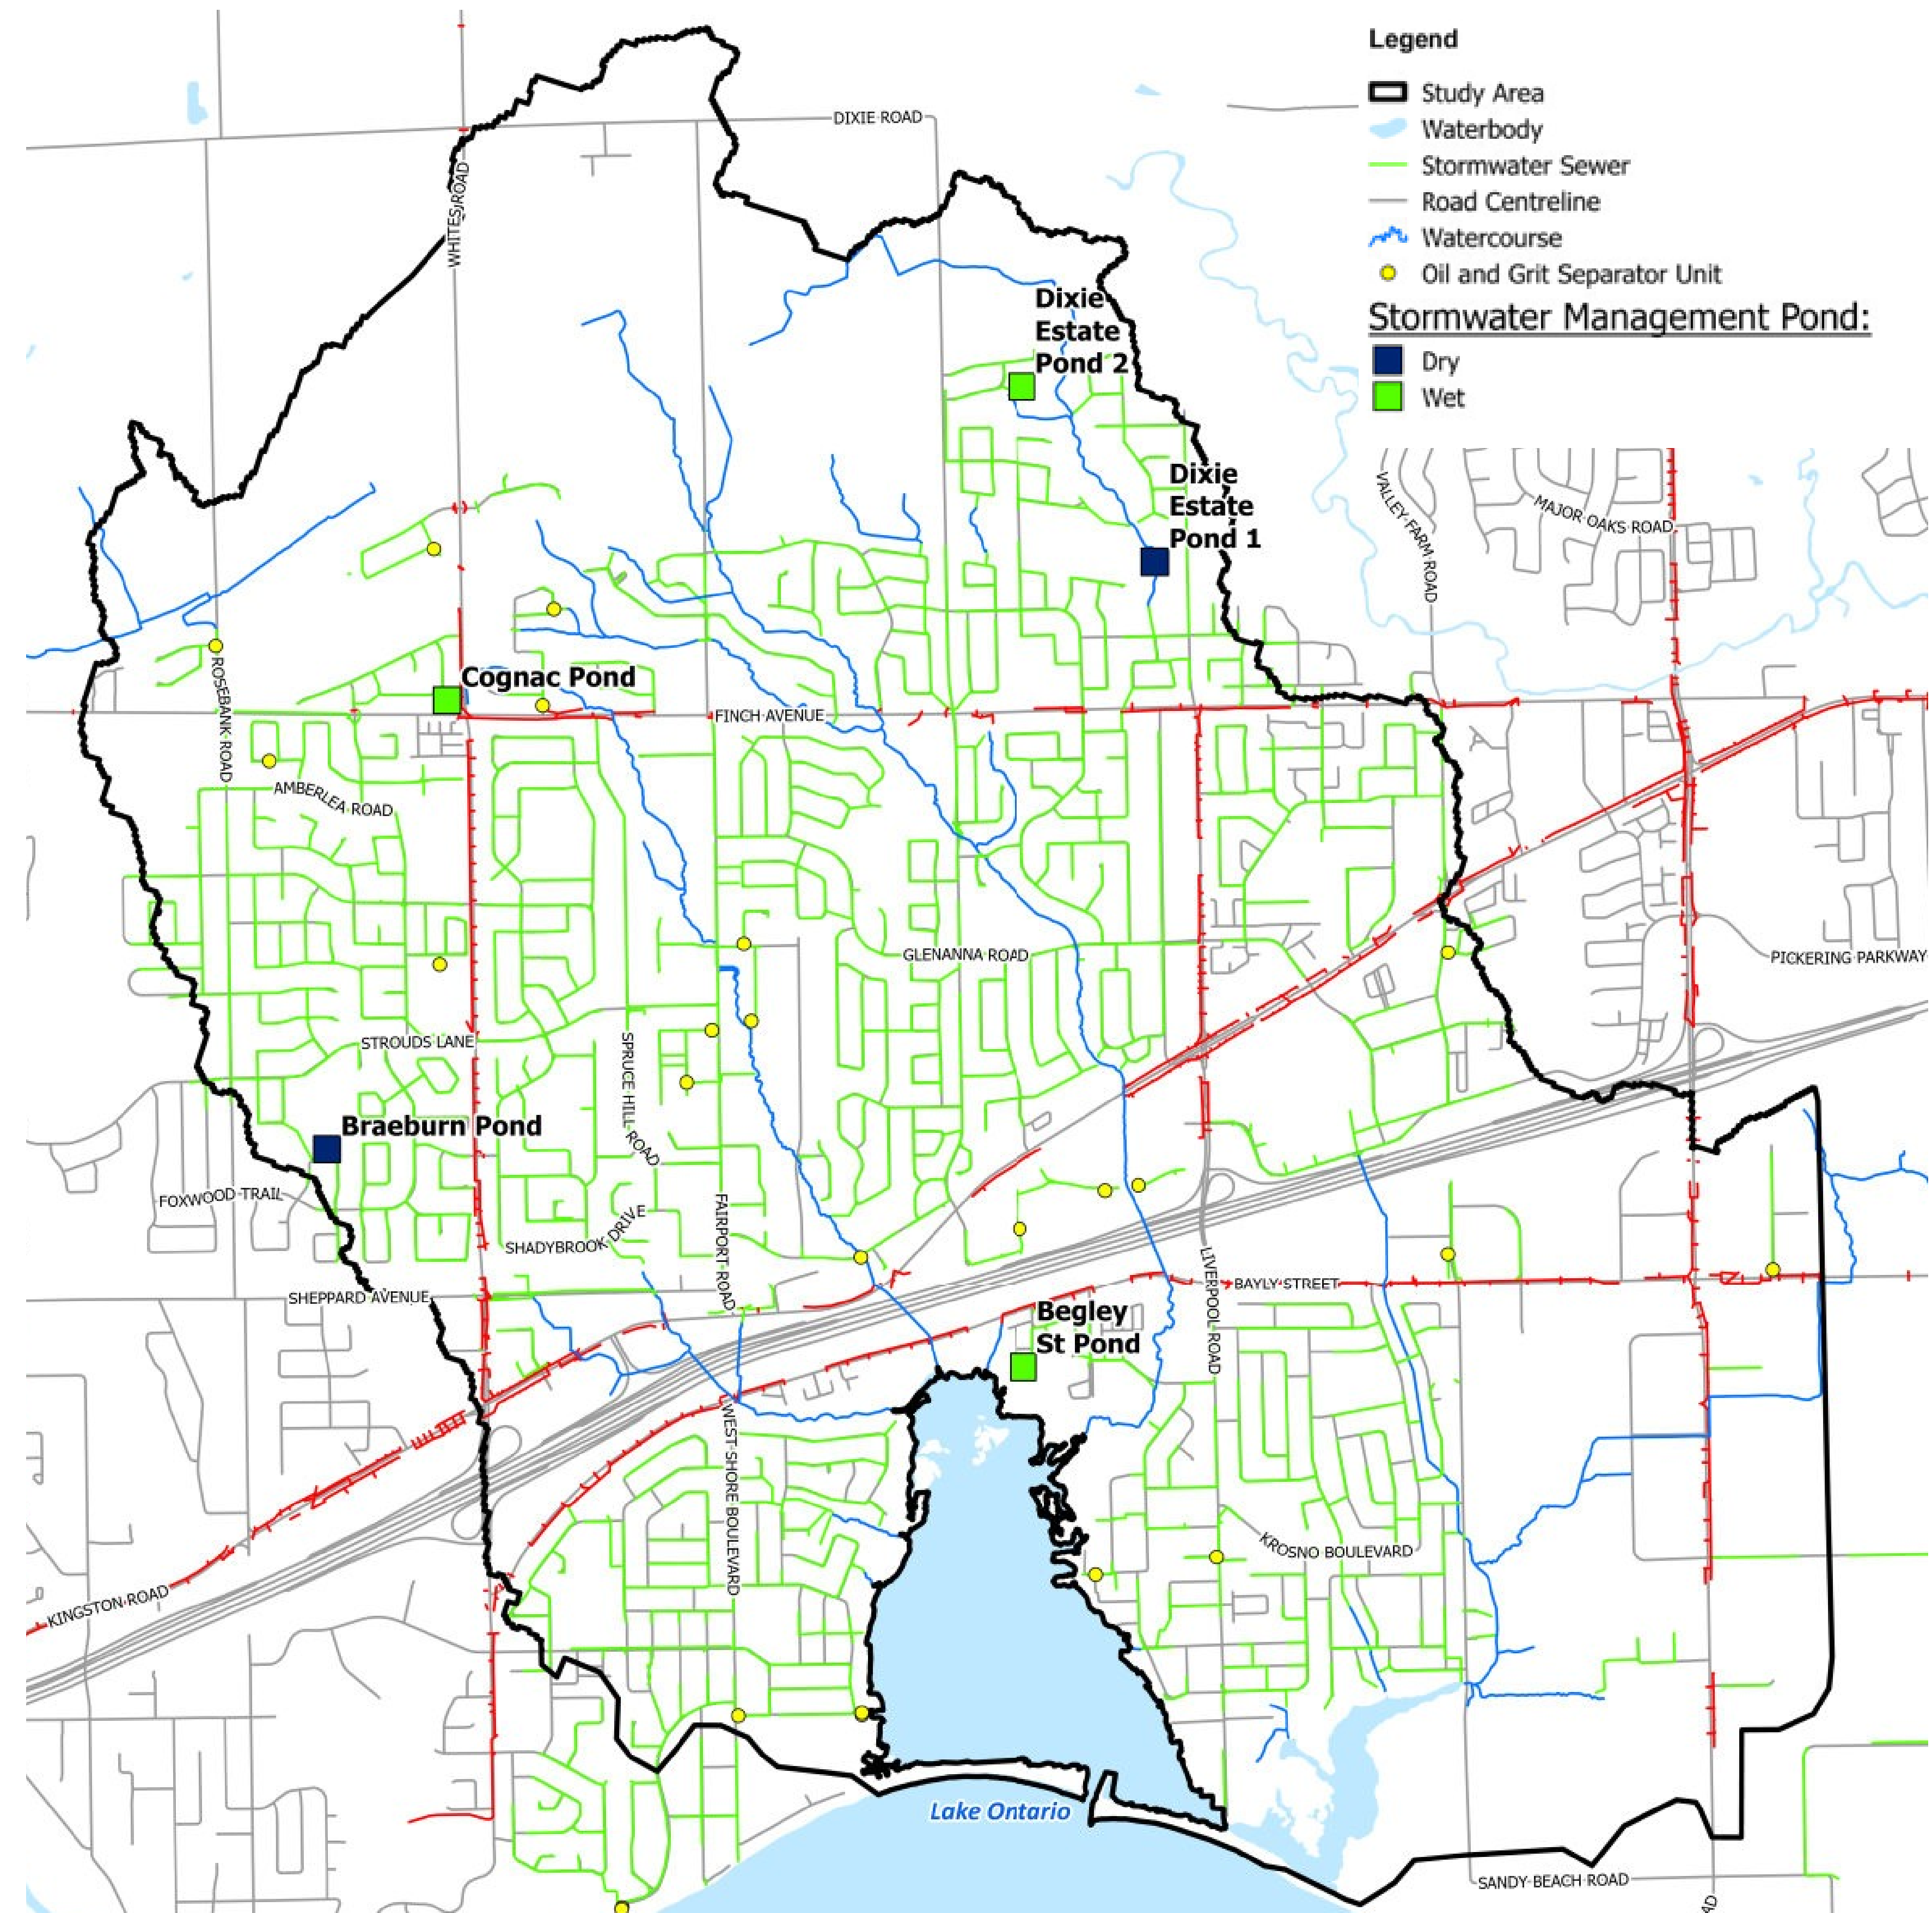 Legend
Study Area
Waterbody
Stormwater Sewer
Road Centreline
Watercourse
Oil and Grit Separator Unit
Stormwater Management Pond:
Dry
Wet
DIXIE ROAD
WHITES ROAD
Dixie
Estate
Pond 2
Dixie
Estate
Pond 1
VALLEY FARM ROAD
MAJOR OAKS ROAD
Cognac Pond
ROSEBANK ROAD
FINCH AVENUE
AMBERLEA ROAD
GLENANNA ROAD
PICKERING PARKWAY
STROUDS LANE
SPRUCE HILL ROAD
Braeburn Pond
FOXWOOD TRAIL
SHADYBROOK DRIVE
FAIRPORT ROAD
LIVERPOOL ROAD
BAYLY STREET
SHEPPARD AVENUE
Begley
St Pond
WEST SHORE BOULEVARD
KROSNO BOULEVARD
KINGSTON ROAD
Lake Ontario
SANDY BEACH ROAD